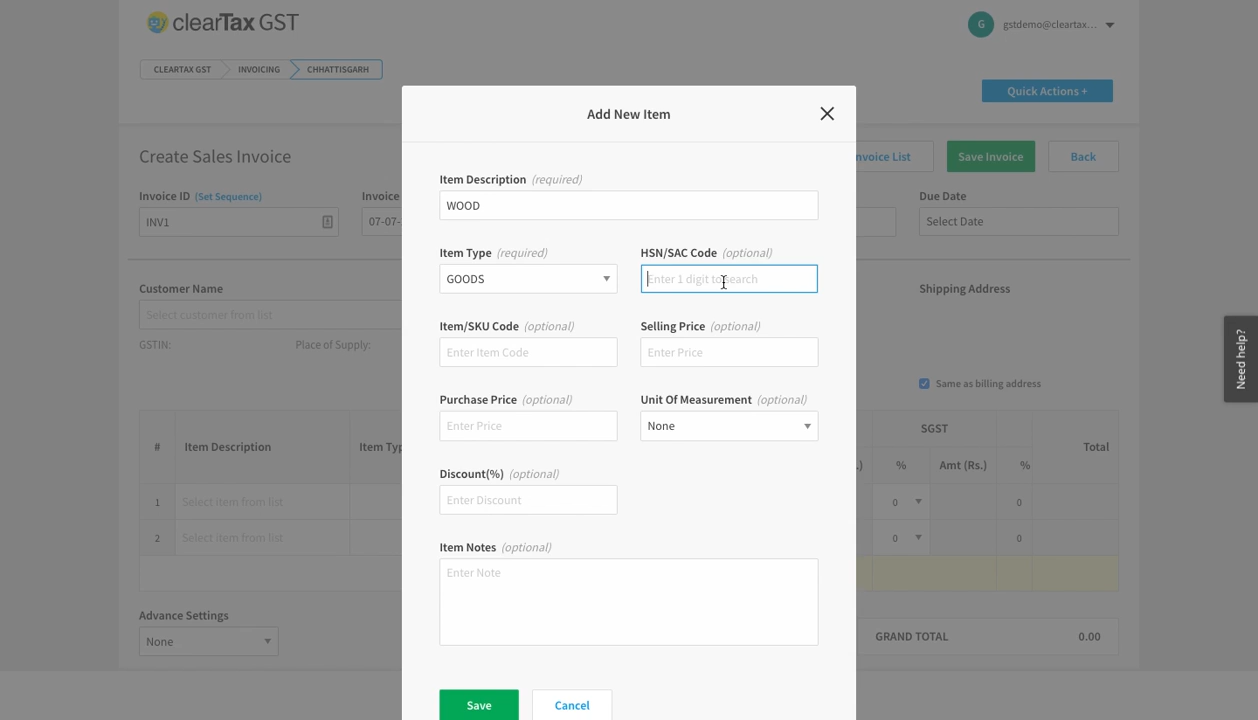 clearTax GST
G gstdemo@cleartax...
CLEARTAX GST INVOICING CHHATTISGARH
Quick Actions +
Add New Item
Create Sales Invoice
nvoice List Save Invoice Back
Item Description (required)
WOOD
Invoice ID (Set Sequence) Invoice Due Date
INV1 07-07- Select Date
Item Type (required) HSN/SAC Code (optional)
GOODS Enter 1 digit to search
Customer Name Shipping Address
Select customer from list
GSTIN: Place of Supply:
Item/SKU Code (optional) Selling Price (optional)
Enter Item Code Enter Price
Need help?
Same as billing address
Purchase Price (optional) Unit Of Measurement (optional)
Enter Price None
# Item Description Item Typ SGST Total
.) % Amt (Rs.) %
Discount(%) (optional)
Enter Discount
1 Select item from list 0 0
2 Select item from list 0 0
Item Notes (optional)
Enter Note
Advance Settings
None
GRAND TOTAL 0.00
Save Cancel